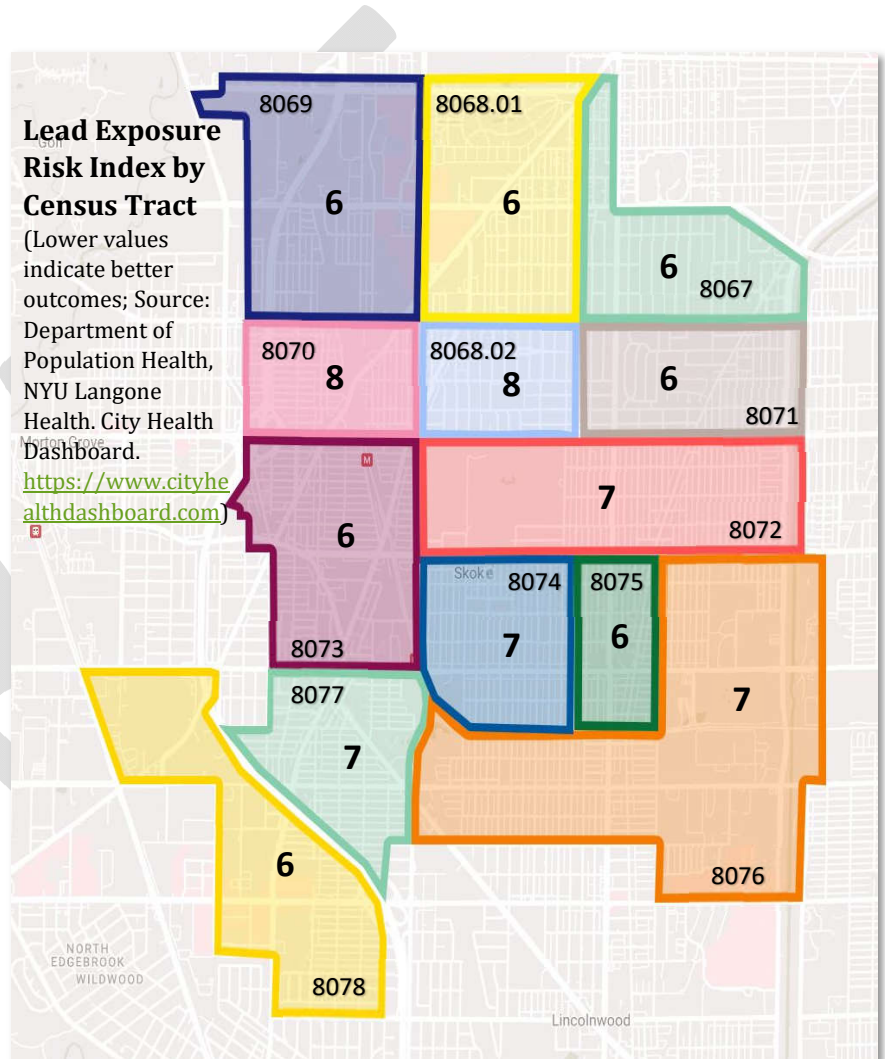 Lead Exposure
Risk Index by
Census Tract
(Lower values
indicate better
outcomes; Source:
Department of
Population Health,
NYU Langone
Health. City Health
Dashboard.
https://www.cityhe
althdashboard.com)
Golf
Morton Grove
8069
6
8068.01
6
6
8067
8070
8
8068.02
8
6
8071
M
6
8073
7
8072
Skokie
8074
7
8075
6
7
8076
8077
7
6
8078
NORTH
EDGEBROOK
WILDWOOD
Lincolnwood